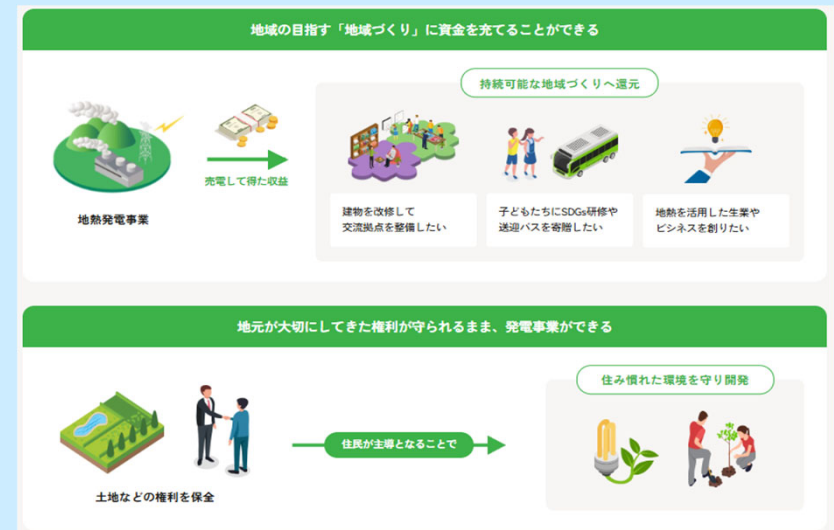 地域の目指す「地域づくり」に資金を充てることができる
持続可能な地域づくりへ還元
売電して得た収益
地熱発電事業
建物を改修して
交流拠点を整備したい
子どもたちにSDGs研修や
送迎バスを寄贈したい
地熱を活用した生業や
ビジネスを創りたい
地元が大切にしてきた権利が守られるまま、発電事業ができる
住み慣れた環境を守り開発
住民が主導となることで
土地などの権利を保全